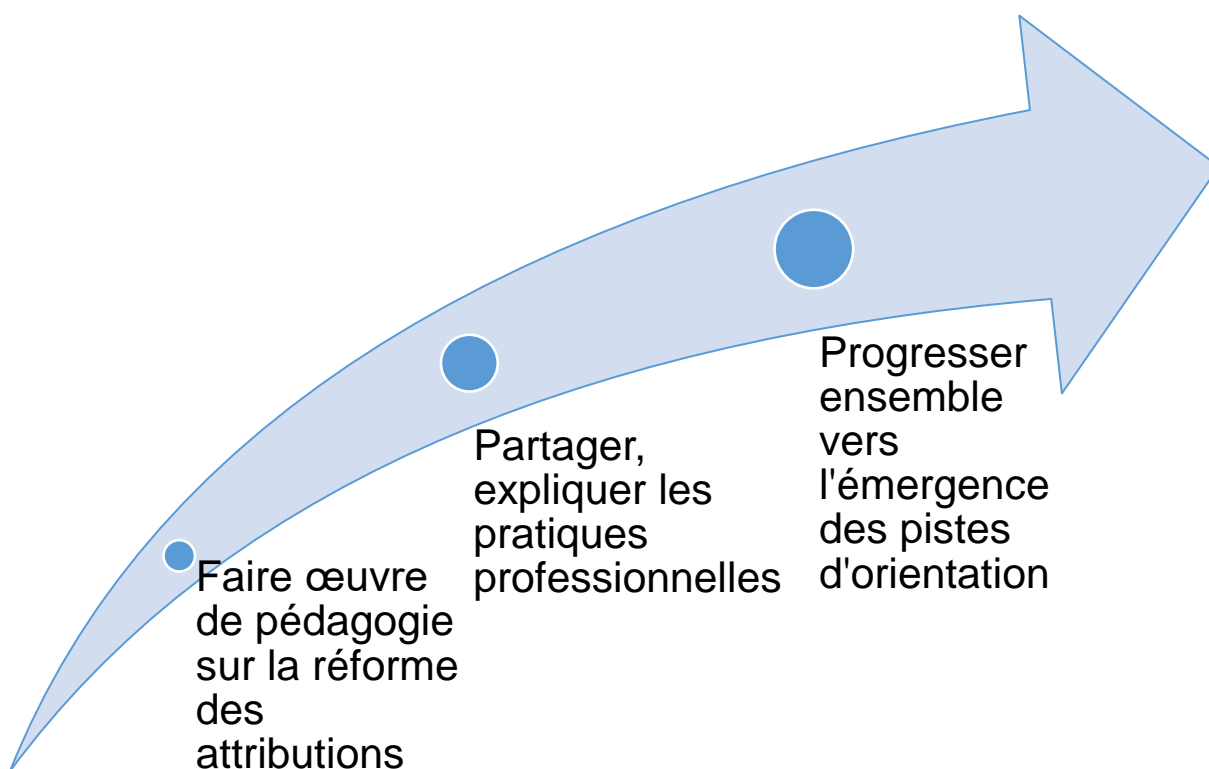 Faire œuvre
de pédagogie
sur la réforme
des
attributions
Partager,
expliquer les
pratiques
professionnelles
Progresser
ensemble
vers
l'émergence
des pistes
d'orientation